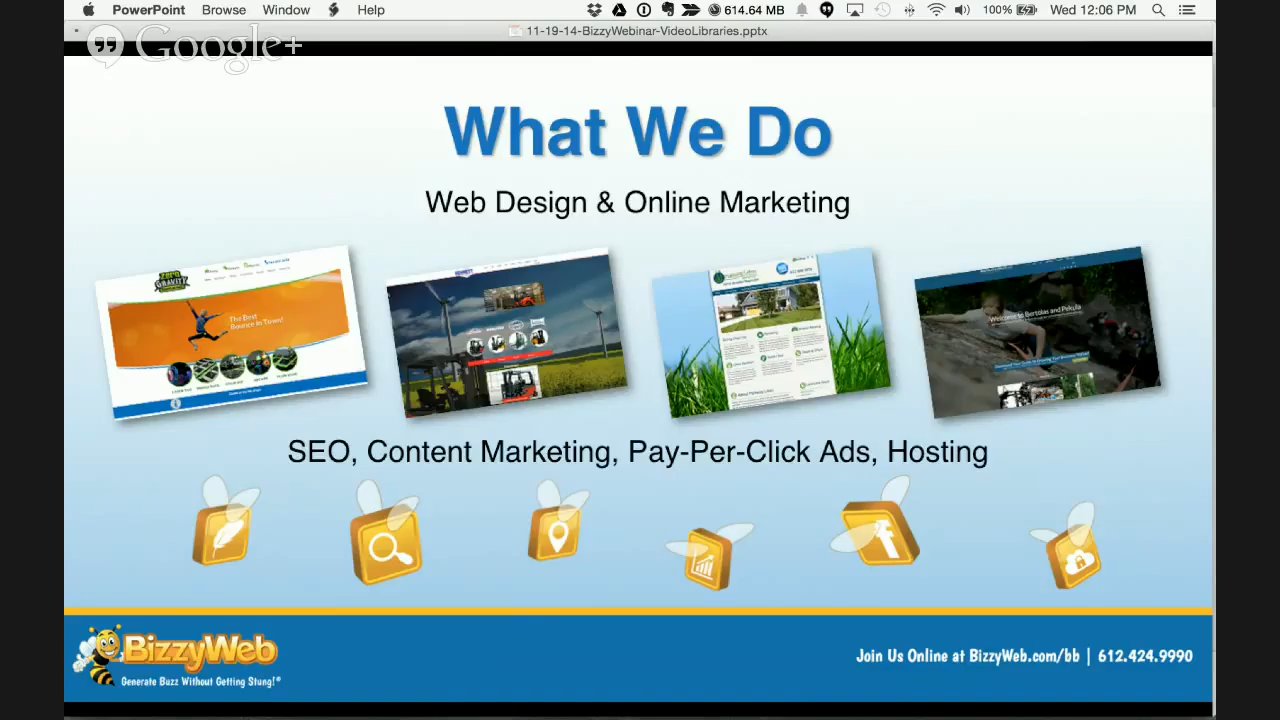 PowerPoint Browse Window Help 614.64 MB 100% Wed 12:06 PM
11-19-14-BizzyWebinar-VideoLibraries.pptx
Google+
What We Do
Web Design & Online Marketing
ZERO GRAVITY
The Best
Bounce In Town!
Welcome to Bertolas and Pekula
SEO, Content Marketing, Pay-Per-Click Ads, Hosting
BizzyWeb
Generate Buzz Without Getting Stung!®
Join Us Online at BizzyWeb.com/bb | 612.424.9990